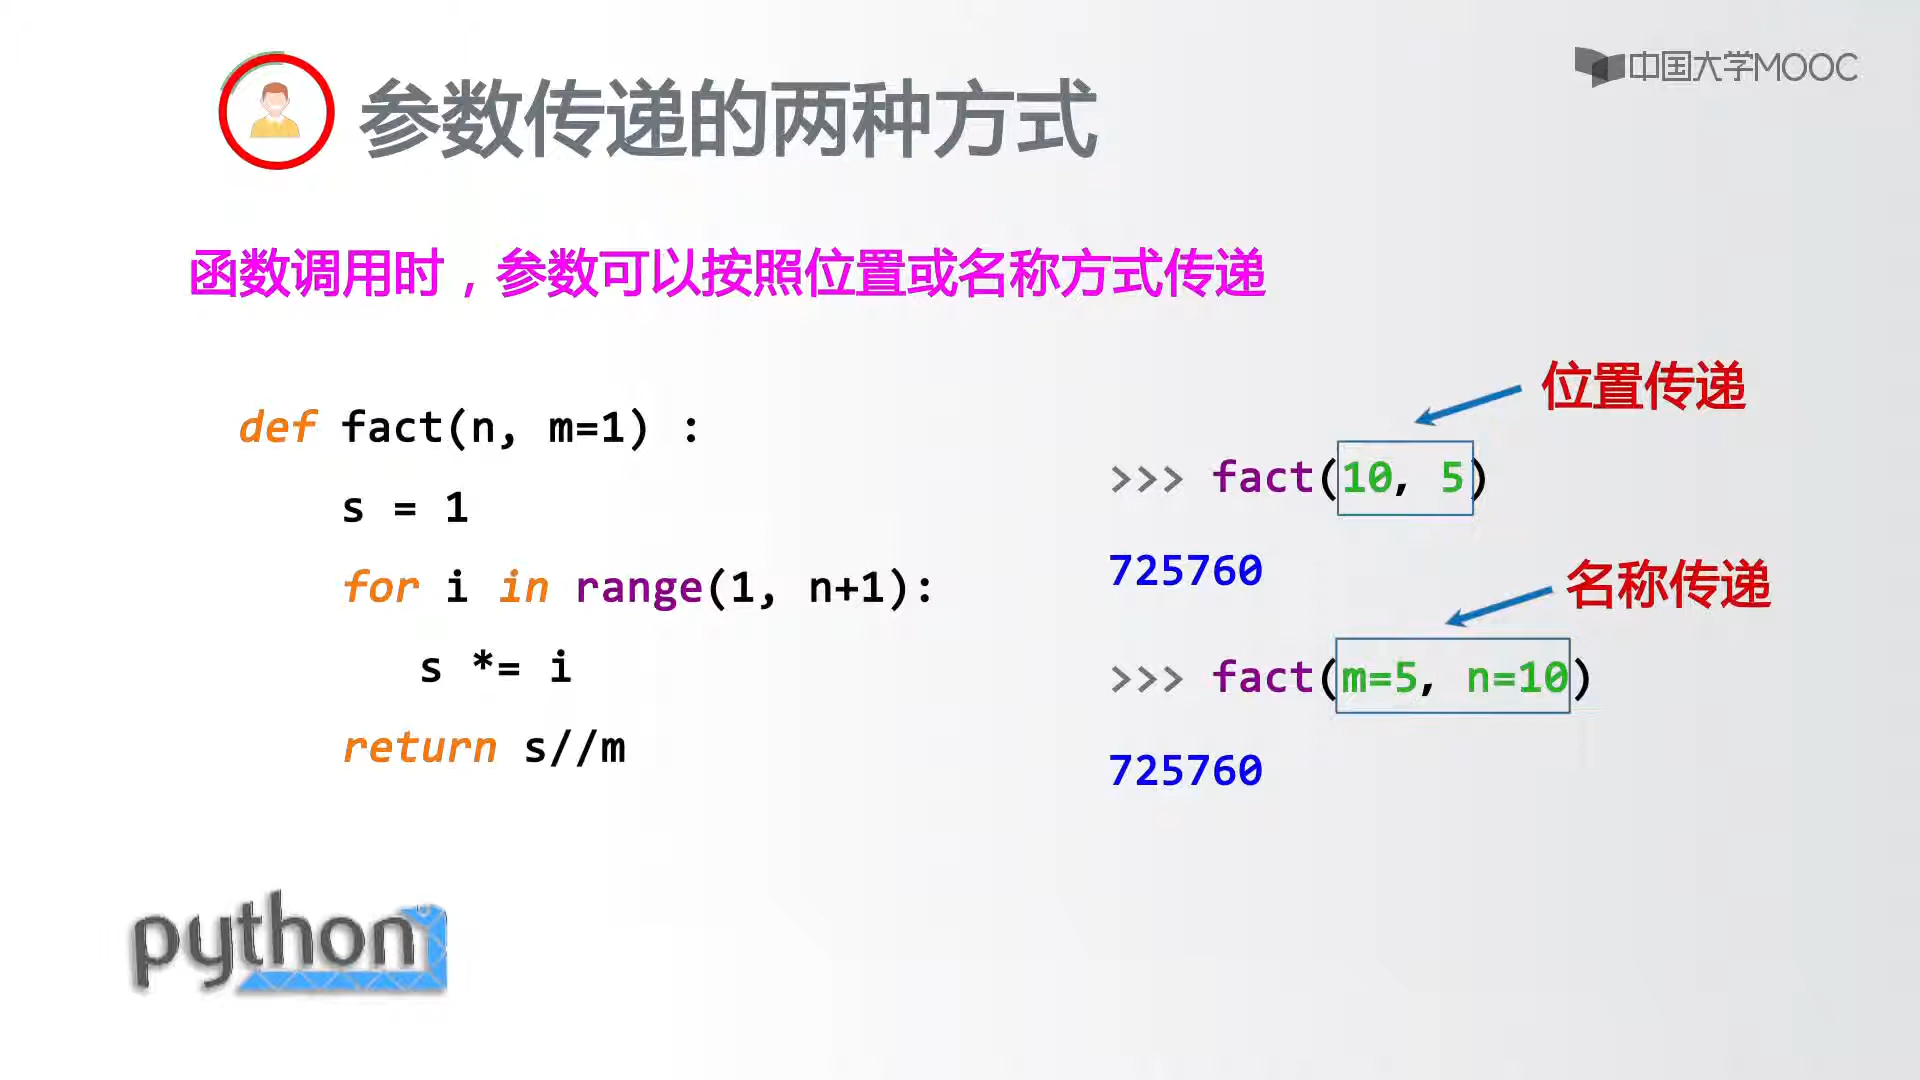 参数传递的两种方式
中国大学MOOC
函数调用时，参数可以按照位置或名称方式传递
def fact(n, m=1) :
s = 1
for i in range(1, n+1):
s *= i
return s//m
位置传递
>>> fact(10, 5)
725760
名称传递
>>> fact(m=5, n=10)
725760
python